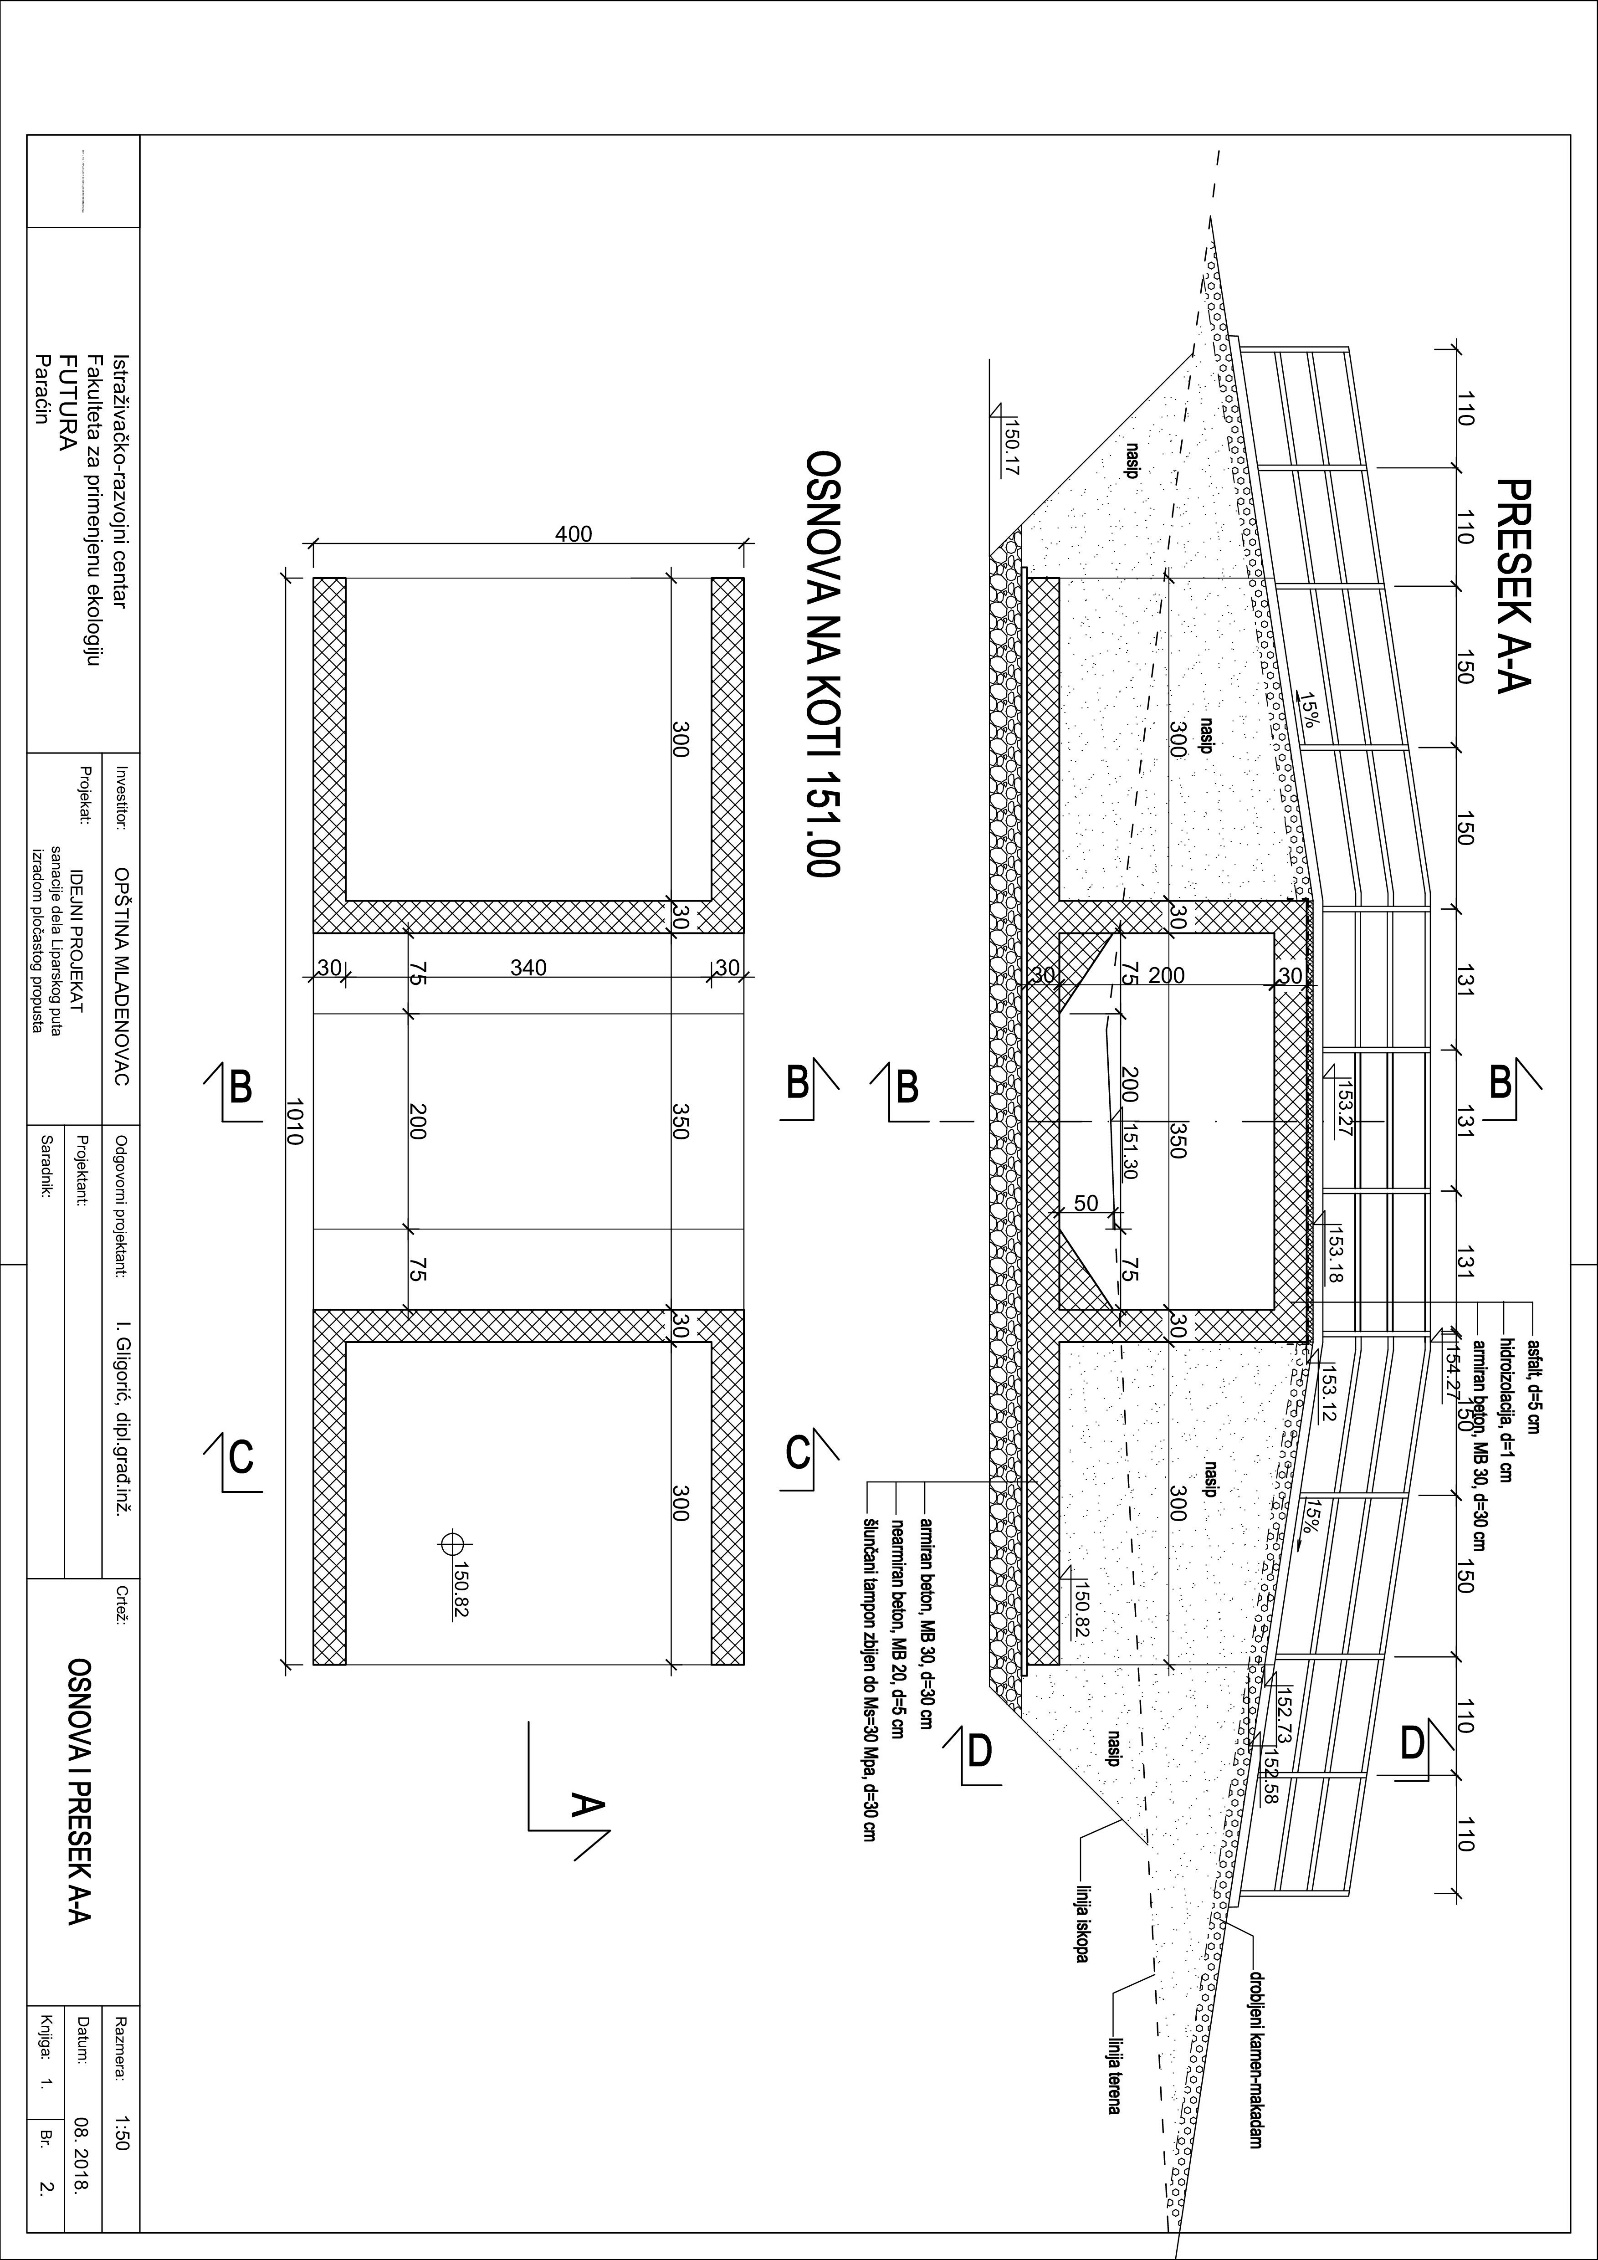 PRESEK A-A
110
110
150
150
131
131
131
150
150
110
110
B
D
asfalt, d=5 cm
hidroizolacija, d=1 cm
armiran beton, MB 30, d=30 cm
154.27
153.27
153.18
153.12
152.73
152.58
15%
15%
nasip
nasip
nasip
nasip
300
30
350
30
300
30
200
30
75
200
75
151.30
50
150.82
150.17
drobljeni kamen-makadam
linija terena
linija iskopa
B
D
armiran beton, MB 30, d=30 cm
nearmiran beton, MB 20, d=5 cm
šlunčani tampon zbijen do Ms=30 Mpa, d=30 cm
OSNOVA NA KOTI 151.00
B
C
400
300
30
350
30
300
30
340
30
75
200
75
150.82
A
1010
B
C
Istraživačko-razvojni centar
Fakulteta za primenjenu ekologiju
FUTURA
Paraćin
Investitor: OPŠTINA MLADENOVAC
Projekat: IDEJNI PROJEKAT
sanacije dela Liparskog puta
izradom pločastog propusta
Odgovorni projektant: I. Gligorić, dipl.građ.inž.
Projektant:
Saradnik:
Crtež:
OSNOVA I PRESEK A-A
Razmera: 1:50
Datum: 08. 2018.
Knjiga: 1. Br. 2.